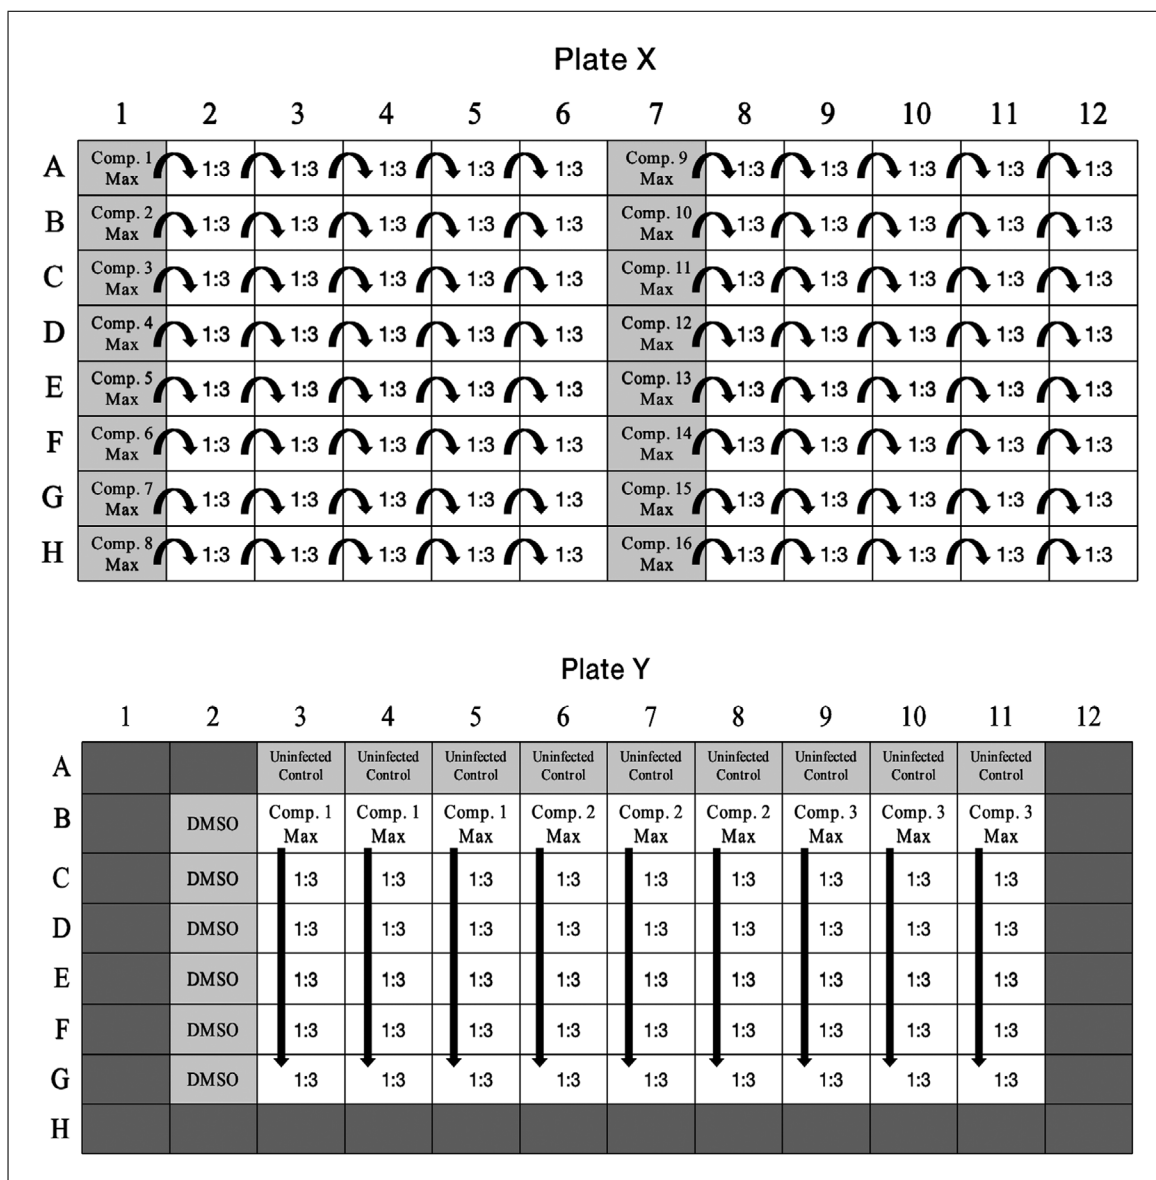 Plate X
1 2 3 4 5 6 7 8 9 10 11 12
A Comp. 1 Max 1:3 1:3 1:3 1:3 1:3 Comp. 9 Max 1:3 1:3 1:3 1:3 1:3
B Comp. 2 Max 1:3 1:3 1:3 1:3 1:3 Comp. 10 Max 1:3 1:3 1:3 1:3 1:3
C Comp. 3 Max 1:3 1:3 1:3 1:3 1:3 Comp. 11 Max 1:3 1:3 1:3 1:3 1:3
D Comp. 4 Max 1:3 1:3 1:3 1:3 1:3 Comp. 12 Max 1:3 1:3 1:3 1:3 1:3
E Comp. 5 Max 1:3 1:3 1:3 1:3 1:3 Comp. 13 Max 1:3 1:3 1:3 1:3 1:3
F Comp. 6 Max 1:3 1:3 1:3 1:3 1:3 Comp. 14 Max 1:3 1:3 1:3 1:3 1:3
G Comp. 7 Max 1:3 1:3 1:3 1:3 1:3 Comp. 15 Max 1:3 1:3 1:3 1:3 1:3
H Comp. 8 Max 1:3 1:3 1:3 1:3 1:3 Comp. 16 Max 1:3 1:3 1:3 1:3 1:3
Plate Y
1 2 3 4 5 6 7 8 9 10 11 12
A Uninfected Control Uninfected Control Uninfected Control Uninfected Control Uninfected Control Uninfected Control Uninfected Control Uninfected Control Uninfected Control
B DMSO Comp. 1 Max Comp. 1 Max Comp. 1 Max Comp. 2 Max Comp. 2 Max Comp. 2 Max Comp. 3 Max Comp. 3 Max Comp. 3 Max
C DMSO 1:3 1:3 1:3 1:3 1:3 1:3 1:3 1:3 1:3
D DMSO 1:3 1:3 1:3 1:3 1:3 1:3 1:3 1:3 1:3
E DMSO 1:3 1:3 1:3 1:3 1:3 1:3 1:3 1:3 1:3
F DMSO 1:3 1:3 1:3 1:3 1:3 1:3 1:3 1:3 1:3
G DMSO 1:3 1:3 1:3 1:3 1:3 1:3 1:3 1:3 1:3
H